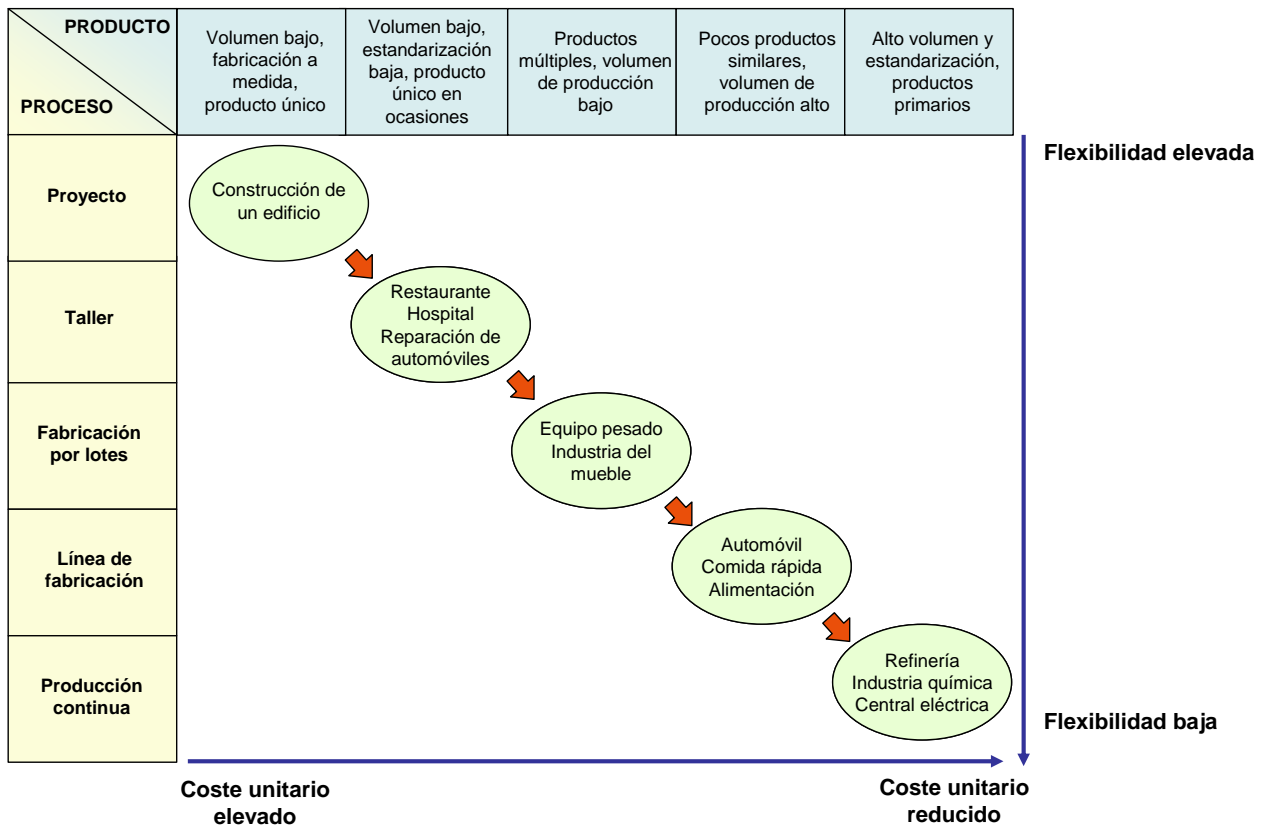 PRODUCTO
PROCESO
Volumen bajo,
fabricación a
medida,
producto único
Volumen bajo,
estandarización
baja, producto
único en
ocasiones
Productos
múltiples, volumen
de producción
bajo
Pocos productos
similares,
volumen de
producción alto
Alto volumen y
estandarización,
productos
primarios
Flexibilidad elevada
Proyecto
Construcción de
un edificio
Taller
Restaurante
Hospital
Reparación de
automóviles
Fabricación
por lotes
Equipo pesado
Industria del
mueble
Línea de
fabricación
Automóvil
Comida rápida
Alimentación
Producción
continua
Refinería
Industria química
Central eléctrica
Flexibilidad baja
Coste unitario
elevado
Coste unitario
reducido